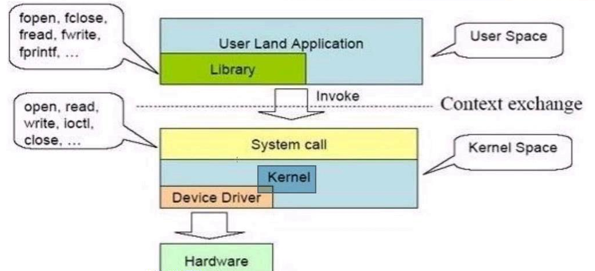 fopen, fclose,
fread, fwrite,
fprintf, ...
User Land Application
Library
User Space
Invoke
Context exchange
open, read,
write, ioctl,
close, ...
System call
Kernel
Device Driver
Kernel Space
Hardware